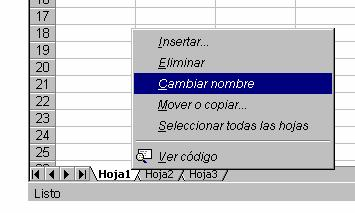 16
17
18
19
20
21
22
23
24
25
Insertar...
Eliminar
Cambiar nombre
Mover o copiar...
Seleccionar todas las hojas
Ver código
Hoja1 Hoja2 Hoja3
Listo